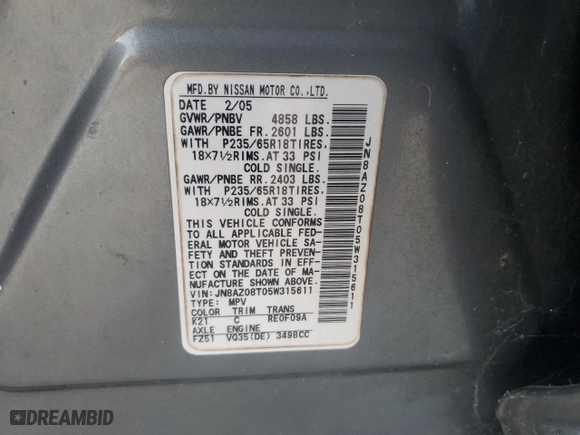 MFD.BY NISSAN MOTOR CO.,LTD.
DATE 2/05
GVWR/PNBV 4858 LBS.
GAWR/PNBE FR. 2601 LBS.
WITH P235/65R18TIRES,
18X7½RIMS.AT 33 PSI
COLD SINGLE.
GAWR/PNBE RR. 2403 LBS.
WITH P235/65R18TIRES,
18X7½RIMS.AT 33 PSI
COLD SINGLE.
THIS VEHICLE CONFORMS
TO ALL APPLICABLE FED-
ERAL MOTOR VEHICLE SA-
FETY AND THEFT PREVEN-
TION STANDARDS IN EFF-
ECT ON THE DATE OF MA-
NUFACTURE SHOWN ABOVE.
VIN:JN8AZ08T05W315611
TYPE: MPV
COLOR TRIM TRANS
K21 C RE0F09A
AXLE ENGINE
FZ51 VQ35(DE) 3498CC
JN8AZ08T05W315611
DREAMBID